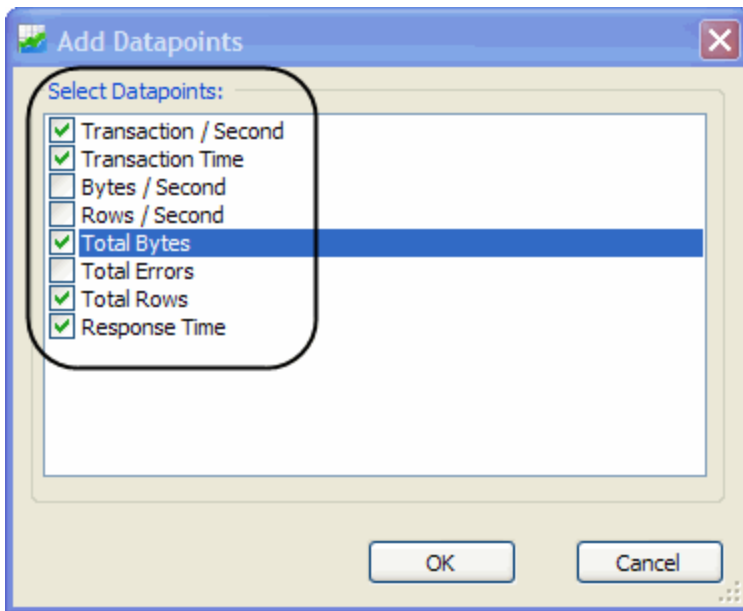 Add Datapoints
Select Datapoints:
Transaction / Second
Transaction Time
Bytes / Second
Rows / Second
Total Bytes
Total Errors
Total Rows
Response Time
OK Cancel